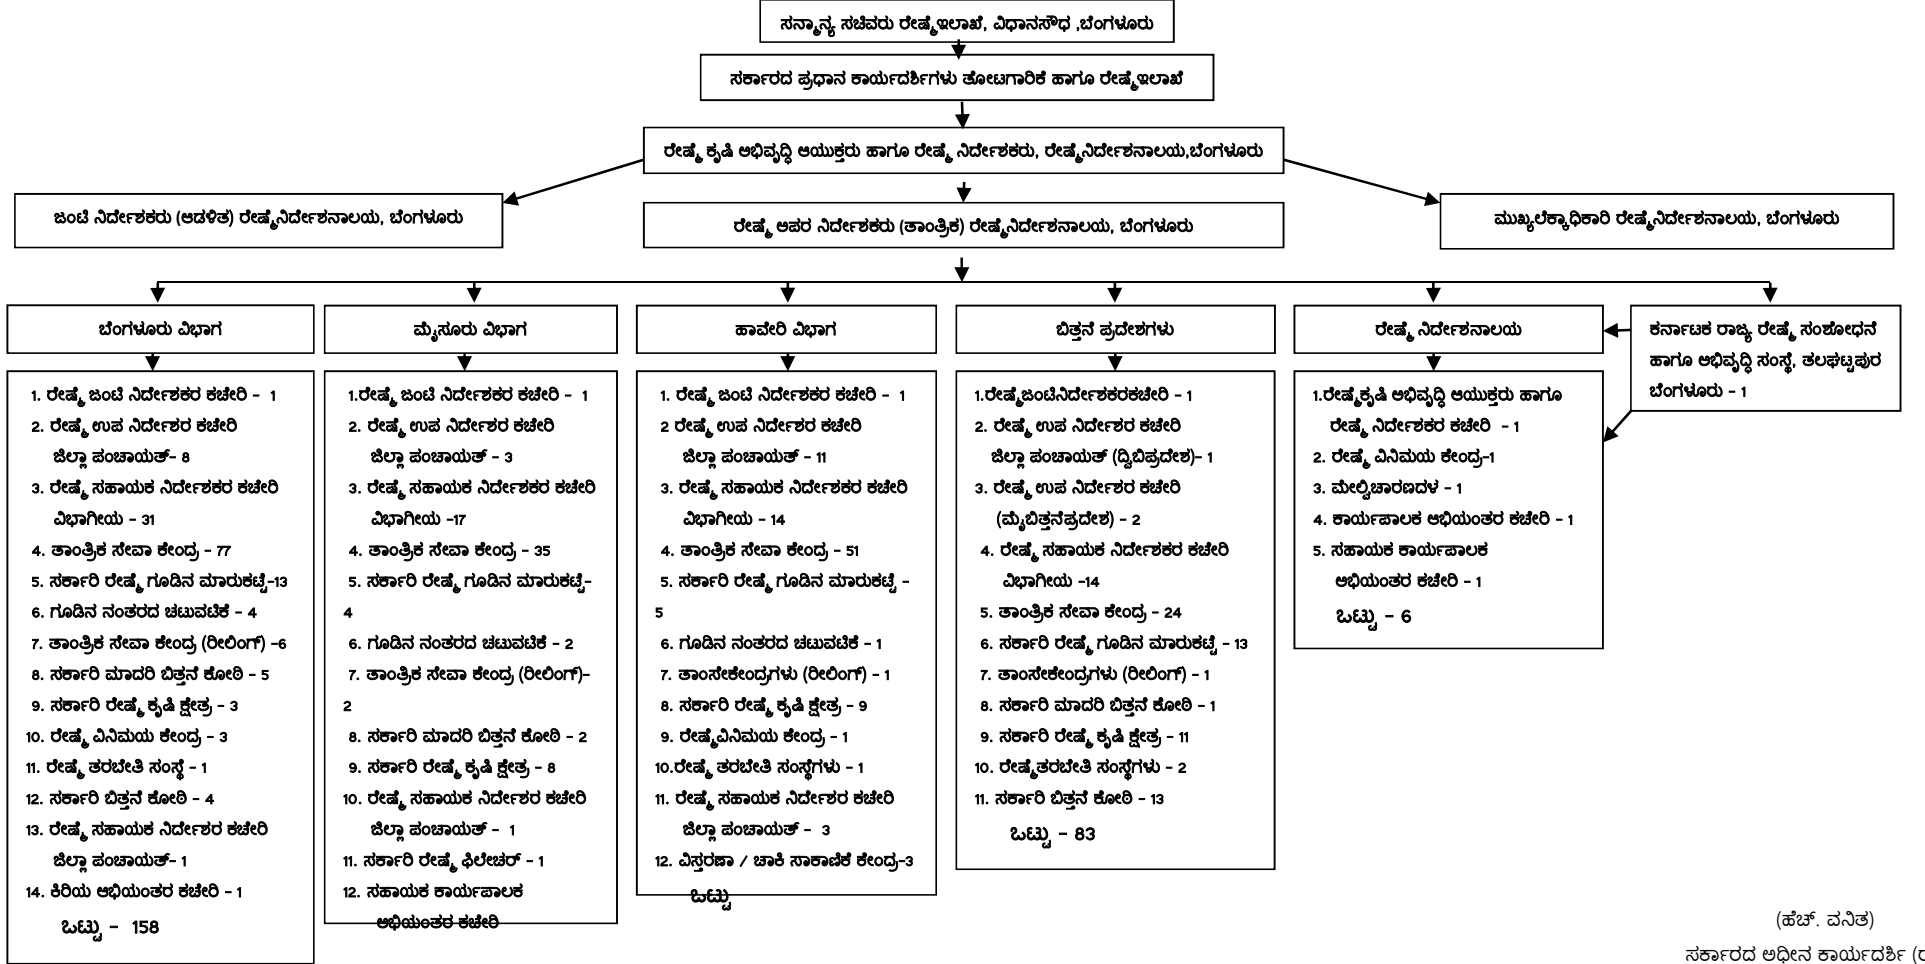 ಸನ್ಮಾನ್ಯ ಸಚಿವರು ರೇಷ್ಮೆಇಲಾಖೆ, ವಿಧಾನಸೌಧ ,ಬೆಂಗಳೂರು
ಸರ್ಕಾರದ ಪ್ರಧಾನ ಕಾರ್ಯದರ್ಶಿಗಳು ತೋಟಗಾರಿಕೆ ಹಾಗೂ ರೇಷ್ಮೆಇಲಾಖೆ
ರೇಷ್ಮೆ ಕೃಷಿ ಅಭಿವೃದ್ಧಿ ಆಯುಕ್ತರು ಹಾಗೂ ರೇಷ್ಮೆ ನಿರ್ದೇಶಕರು, ರೇಷ್ಮೆನಿರ್ದೇಶನಾಲಯ,ಬೆಂಗಳೂರು
ಜಂಟಿ ನಿರ್ದೇಶಕರು (ಆಡಳಿತ) ರೇಷ್ಮೆನಿರ್ದೇಶನಾಲಯ, ಬೆಂಗಳೂರು
ರೇಷ್ಮೆ ಅಪರ ನಿರ್ದೇಶಕರು (ತಾಂತ್ರಿಕ) ರೇಷ್ಮೆನಿರ್ದೇಶನಾಲಯ, ಬೆಂಗಳೂರು
ಮುಖ್ಯಲೆಕ್ಕಾಧಿಕಾರಿ ರೇಷ್ಮೆನಿರ್ದೇಶನಾಲಯ, ಬೆಂಗಳೂರು
ಬೆಂಗಳೂರು ವಿಭಾಗ
1. ರೇಷ್ಮೆ ಜಂಟಿ ನಿರ್ದೇಶಕರ ಕಚೇರಿ – 1
2. ರೇಷ್ಮೆ ಉಪ ನಿರ್ದೇಶರ ಕಚೇರಿ
ಜಿಲ್ಲಾ ಪಂಚಾಯತ್– 8
3. ರೇಷ್ಮೆ ಸಹಾಯಕ ನಿರ್ದೇಶಕರ ಕಚೇರಿ
ವಿಭಾಗೀಯ – 31
4. ತಾಂತ್ರಿಕ ಸೇವಾ ಕೇಂದ್ರ – 77
5. ಸರ್ಕಾರಿ ರೇಷ್ಮೆ ಗೂಡಿನ ಮಾರುಕಟ್ಟೆ–13
6. ಗೂಡಿನ ನಂತರದ ಚಟುವಟಿಕೆ – 4
7. ತಾಂತ್ರಿಕ ಸೇವಾ ಕೇಂದ್ರ (ರೀಲಿಂಗ್) –6
8. ಸರ್ಕಾರಿ ಮಾದರಿ ಬಿತ್ತನೆ ಕೋಠಿ – 5
9. ಸರ್ಕಾರಿ ರೇಷ್ಮೆ ಕೃಷಿ ಕ್ಷೇತ್ರ – 3
10. ರೇಷ್ಮೆ ವಿನಿಮಯ ಕೇಂದ್ರ – 3
11. ರೇಷ್ಮೆ ತರಬೇತಿ ಸಂಸ್ಥೆ – 1
12. ಸರ್ಕಾರಿ ಬಿತ್ತನೆ ಕೋಠಿ – 4
13. ರೇಷ್ಮೆ ಸಹಾಯಕ ನಿರ್ದೇಶರ ಕಚೇರಿ
ಜಿಲ್ಲಾ ಪಂಚಾಯತ್– 1
14. ಕಿರಿಯ ಅಭಿಯಂತರ ಕಚೇರಿ – 1
ಒಟ್ಟು – 158
ಮೈಸೂರು ವಿಭಾಗ
1.ರೇಷ್ಮೆ ಜಂಟಿ ನಿರ್ದೇಶಕರ ಕಚೇರಿ – 1
2. ರೇಷ್ಮೆ ಉಪ ನಿರ್ದೇಶರ ಕಚೇರಿ
ಜಿಲ್ಲಾ ಪಂಚಾಯತ್ – 3
3. ರೇಷ್ಮೆ ಸಹಾಯಕ ನಿರ್ದೇಶಕರ ಕಚೇರಿ
ವಿಭಾಗೀಯ –17
4. ತಾಂತ್ರಿಕ ಸೇವಾ ಕೇಂದ್ರ – 35
5. ಸರ್ಕಾರಿ ರೇಷ್ಮೆ ಗೂಡಿನ ಮಾರುಕಟ್ಟೆ–
4
6. ಗೂಡಿನ ನಂತರದ ಚಟುವಟಿಕೆ – 2
7. ತಾಂತ್ರಿಕ ಸೇವಾ ಕೇಂದ್ರ (ರೀಲಿಂಗ್)–
2
8. ಸರ್ಕಾರಿ ಮಾದರಿ ಬಿತ್ತನೆ ಕೋಠಿ – 2
9. ಸರ್ಕಾರಿ ರೇಷ್ಮೆ ಕೃಷಿ ಕ್ಷೇತ್ರ – 8
10. ರೇಷ್ಮೆ ಸಹಾಯಕ ನಿರ್ದೇಶರ ಕಚೇರಿ
ಜಿಲ್ಲಾ ಪಂಚಾಯತ್ – 1
11. ಸರ್ಕಾರಿ ರೇಷ್ಮೆ ಫಿಲೇಚರ್ – 1
12. ಸಹಾಯಕ ಕಾರ್ಯಪಾಲಕ
ಅಭಿಯಂತರ ಕಚೇರಿ
ಹಾವೇರಿ ವಿಭಾಗ
1. ರೇಷ್ಮೆ ಜಂಟಿ ನಿರ್ದೇಶಕರ ಕಚೇರಿ – 1
2 ರೇಷ್ಮೆ ಉಪ ನಿರ್ದೇಶರ ಕಚೇರಿ
ಜಿಲ್ಲಾ ಪಂಚಾಯತ್ – 11
3. ರೇಷ್ಮೆ ಸಹಾಯಕ ನಿರ್ದೇಶಕರ ಕಚೇರಿ
ವಿಭಾಗೀಯ – 14
4. ತಾಂತ್ರಿಕ ಸೇವಾ ಕೇಂದ್ರ – 51
5. ಸರ್ಕಾರಿ ರೇಷ್ಮೆ ಗೂಡಿನ ಮಾರುಕಟ್ಟೆ –
5
6. ಗೂಡಿನ ನಂತರದ ಚಟುವಟಿಕೆ – 1
7. ತಾಂಸೇಕೇಂದ್ರಗಳು (ರೀಲಿಂಗ್) – 1
8. ಸರ್ಕಾರಿ ರೇಷ್ಮೆ ಕೃಷಿ ಕ್ಷೇತ್ರ – 9
9. ರೇಷ್ಮೆವಿನಿಮಯ ಕೇಂದ್ರ – 1
10.ರೇಷ್ಮೆ ತರಬೇತಿ ಸಂಸ್ಥೆಗಳು – 1
11. ರೇಷ್ಮೆ ಸಹಾಯಕ ನಿರ್ದೇಶರ ಕಚೇರಿ
ಜಿಲ್ಲಾ ಪಂಚಾಯತ್ – 3
12. ವಿಸ್ತರಣಾ / ಚಾಕಿ ಸಾಕಾಣಿಕೆ ಕೇಂದ್ರ–3
ಒಟ್ಟು
ಬಿತ್ತನೆ ಪ್ರದೇಶಗಳು
1.ರೇಷ್ಮೆಜಂಟಿನಿರ್ದೇಶಕರಕಚೇರಿ – 1
2. ರೇಷ್ಮೆ ಉಪ ನಿರ್ದೇಶರ ಕಚೇರಿ
ಜಿಲ್ಲಾ ಪಂಚಾಯತ್ (ದ್ವಿಬಿಪ್ರದೇಶ)– 1
3. ರೇಷ್ಮೆ ಉಪ ನಿರ್ದೇಶರ ಕಚೇರಿ
(ಮೈಬಿತ್ತನೆಪ್ರದೇಶ) – 2
4. ರೇಷ್ಮೆ ಸಹಾಯಕ ನಿರ್ದೇಶಕರ ಕಚೇರಿ
ವಿಭಾಗೀಯ –14
5. ತಾಂತ್ರಿಕ ಸೇವಾ ಕೇಂದ್ರ – 24
6. ಸರ್ಕಾರಿ ರೇಷ್ಮೆ ಗೂಡಿನ ಮಾರುಕಟ್ಟೆ – 13
7. ತಾಂಸೇಕೇಂದ್ರಗಳು (ರೀಲಿಂಗ್) – 1
8. ಸರ್ಕಾರಿ ಮಾದರಿ ಬಿತ್ತನೆ ಕೋಠಿ – 1
9. ಸರ್ಕಾರಿ ರೇಷ್ಮೆ ಕೃಷಿ ಕ್ಷೇತ್ರ – 11
10. ರೇಷ್ಮೆತರಬೇತಿ ಸಂಸ್ಥೆಗಳು – 2
11. ಸರ್ಕಾರಿ ಬಿತ್ತನೆ ಕೋಠಿ – 13
ಒಟ್ಟು – 83
ರೇಷ್ಮೆ ನಿರ್ದೇಶನಾಲಯ
1.ರೇಷ್ಮೆಕೃಷಿ ಅಭಿವೃದ್ಧಿ ಆಯುಕ್ತರು ಹಾಗೂ
ರೇಷ್ಮೆ ನಿರ್ದೇಶಕರ ಕಚೇರಿ – 1
2. ರೇಷ್ಮೆ ವಿನಿಮಯ ಕೇಂದ್ರ–1
3. ಮೇಲ್ವಿಚಾರಣದಳ – 1
4. ಕಾರ್ಯಪಾಲಕ ಅಭಿಯಂತರ ಕಚೇರಿ – 1
5. ಸಹಾಯಕ ಕಾರ್ಯಪಾಲಕ
ಅಭಿಯಂತರ ಕಚೇರಿ – 1
ಒಟ್ಟು – 6
ಕರ್ನಾಟಕ ರಾಜ್ಯ ರೇಷ್ಮೆ ಸಂಶೋಧನೆ
ಹಾಗೂ ಅಭಿವೃದ್ಧಿ ಸಂಸ್ಥೆ, ತಲಘಟ್ಟಪುರ
ಬೆಂಗಳೂರು – 1
(ಹೆಚ್. ವನಿತ)
ಸರ್ಕಾರದ ಅಧೀನ ಕಾರ್ಯದರ್ಶಿ